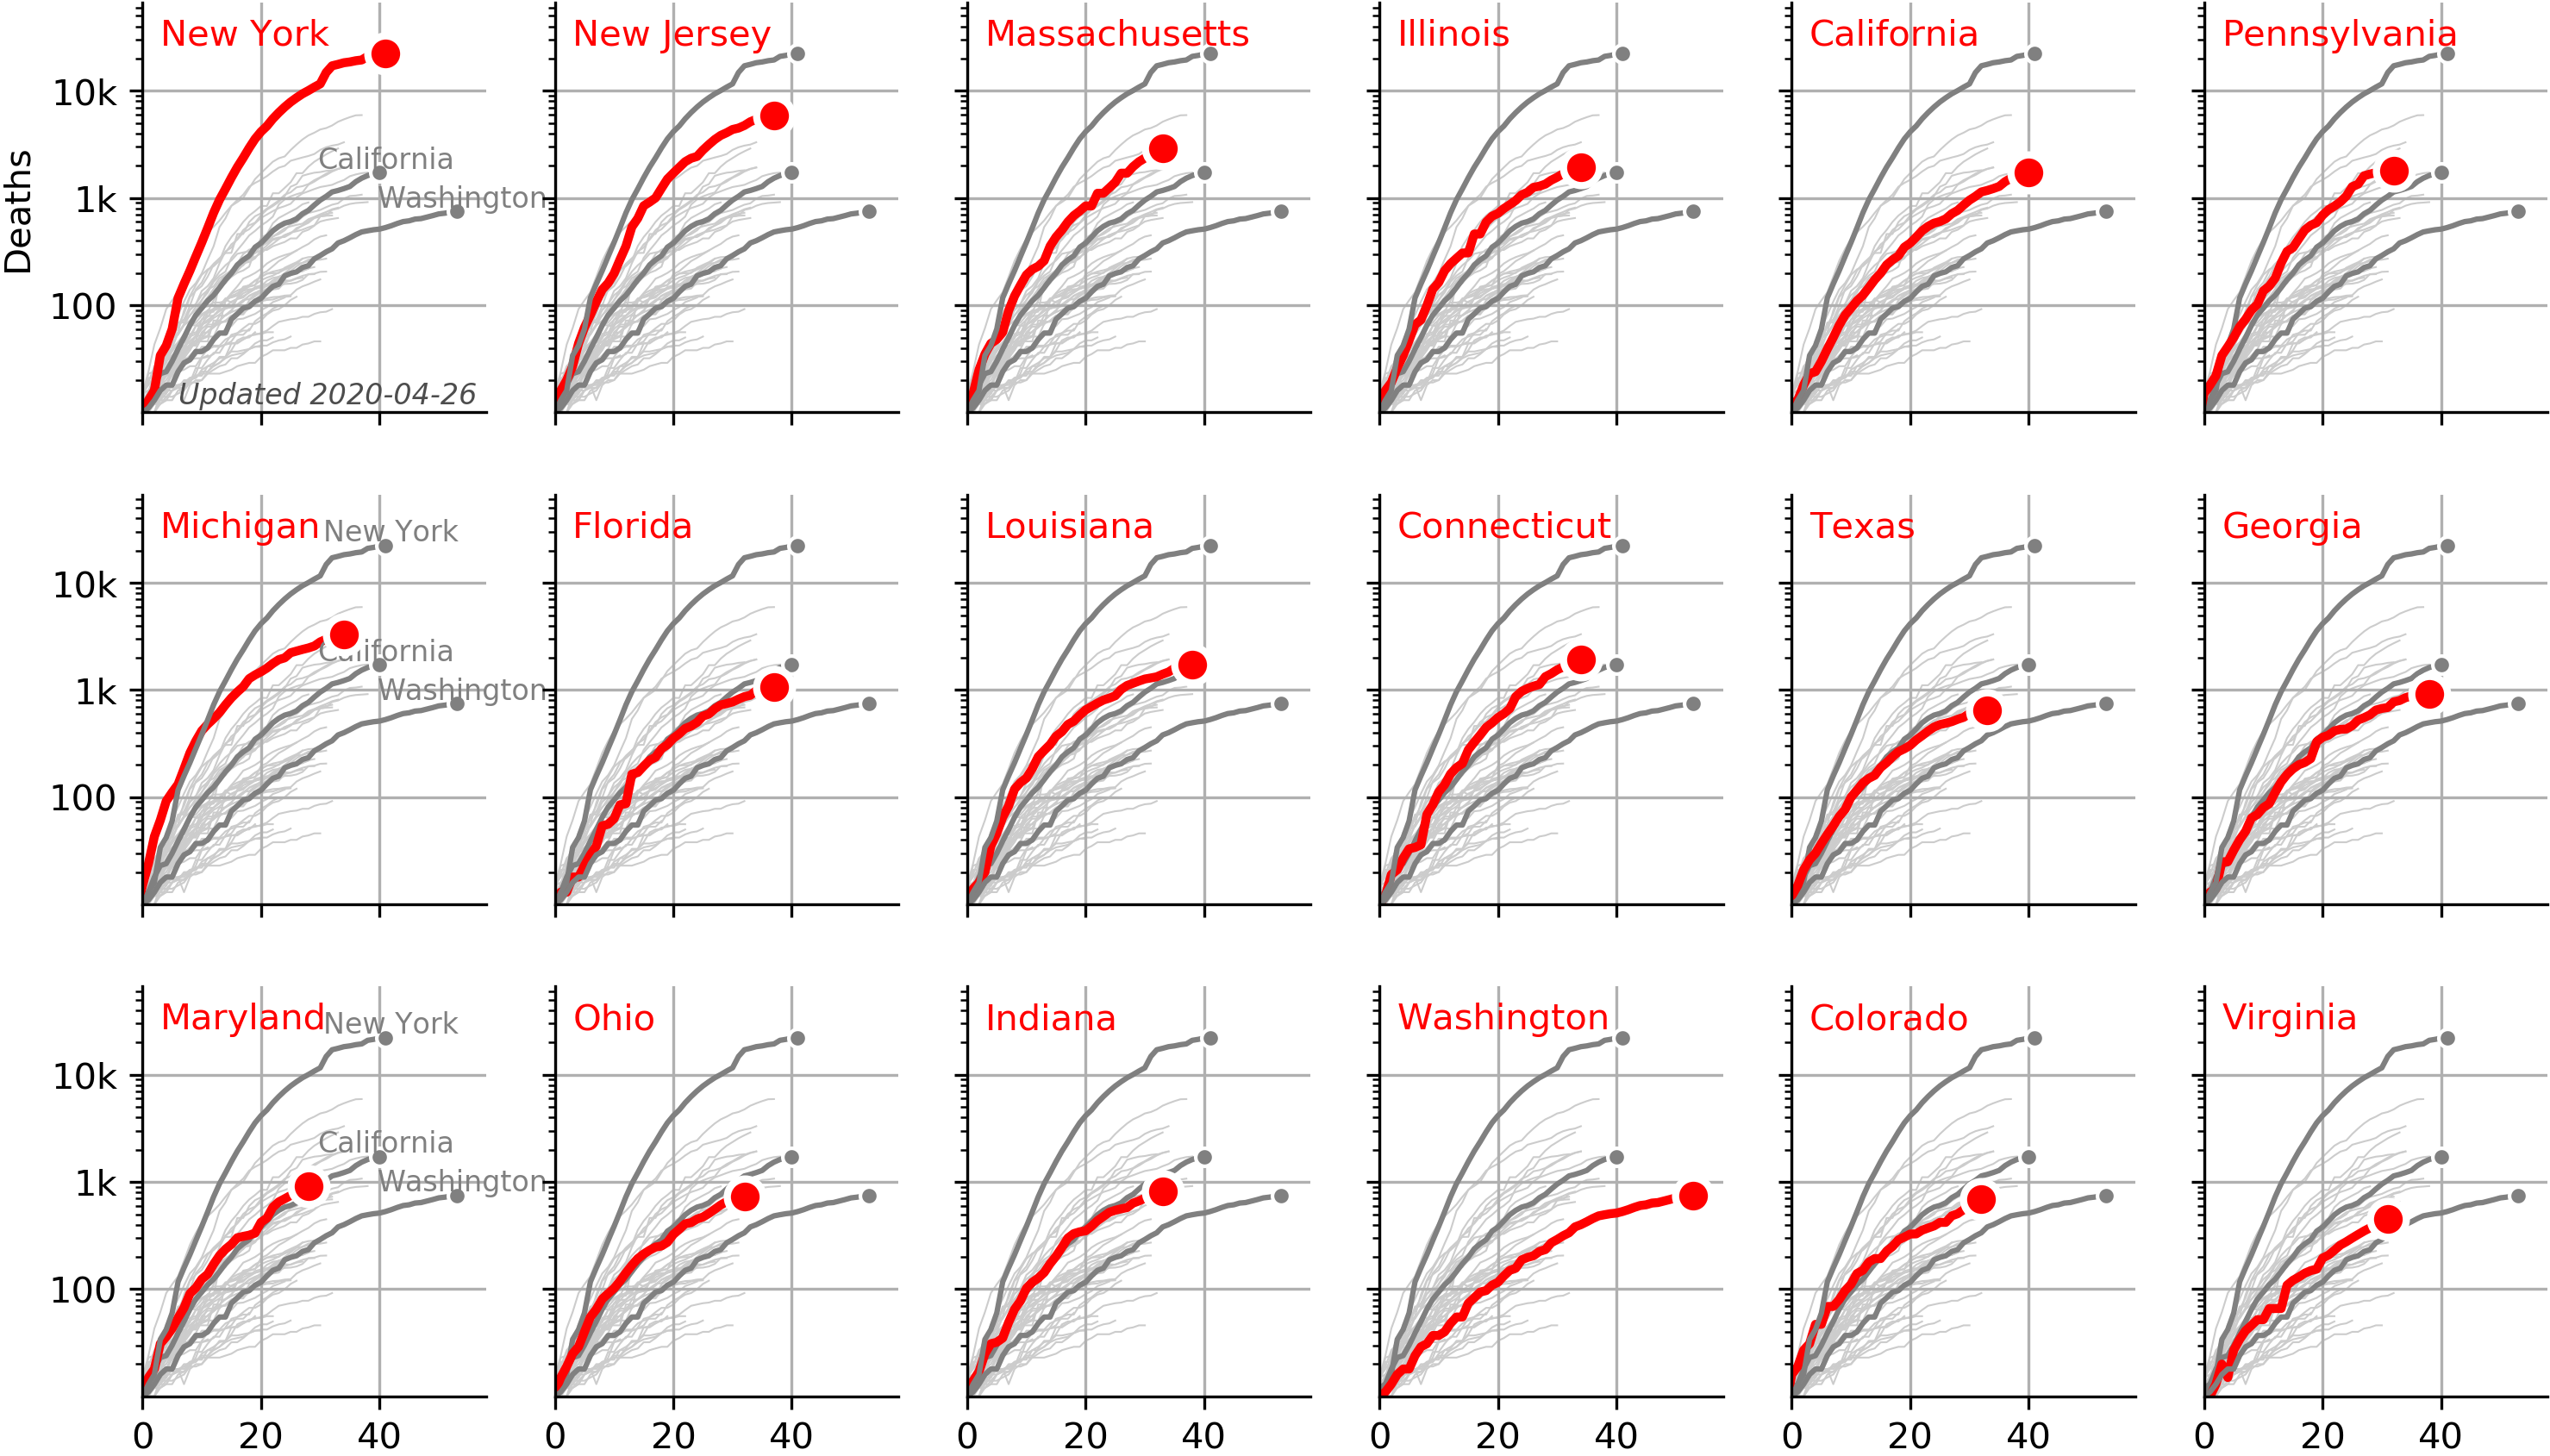 New York
New Jersey
Massachusetts
Illinois
California
Pennsylvania
10k
1k
100
Deaths
California
Washington
Updated 2020-04-26
Michigan
New York
Florida
Louisiana
Connecticut
Texas
Georgia
10k
1k
100
California
Washington
Maryland
New York
Ohio
Indiana
Washington
Colorado
Virginia
10k
1k
100
California
Washington
0 20 40
0 20 40
0 20 40
0 20 40
0 20 40
0 20 40